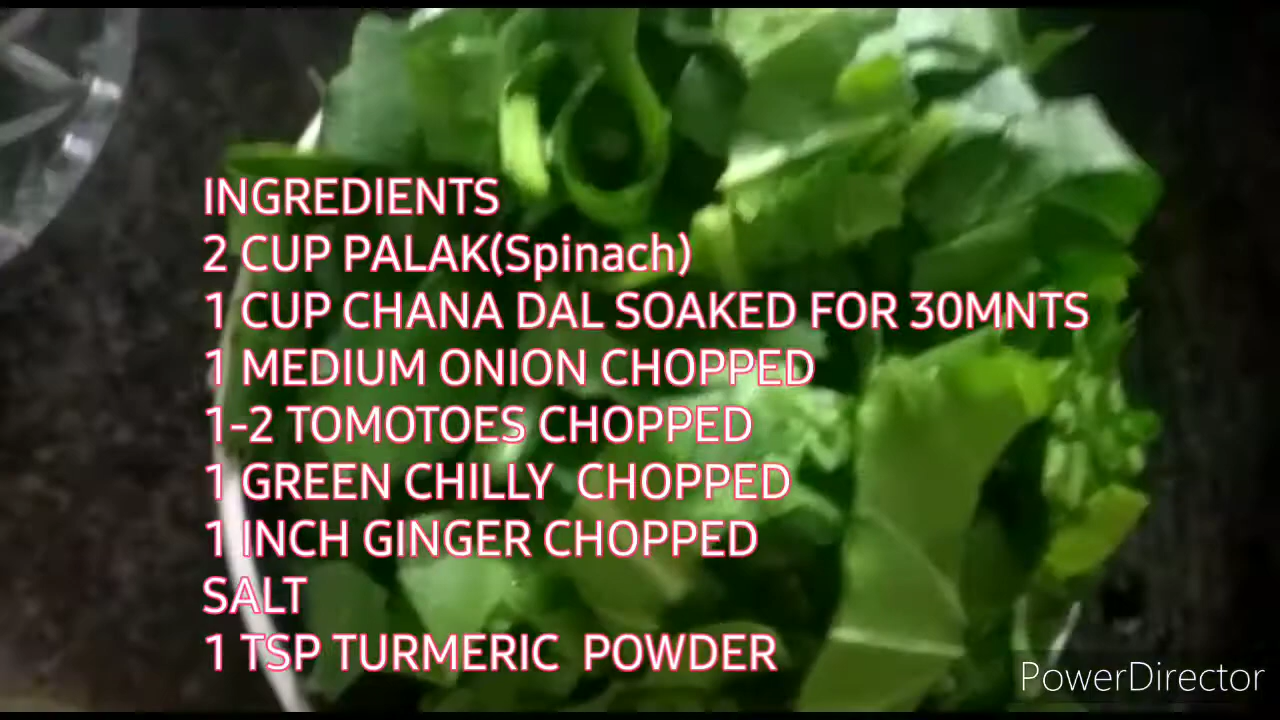 INGREDIENTS
2 CUP PALAK(Spinach)
1 CUP CHANA DAL SOAKED FOR 30MNTS
1 MEDIUM ONION CHOPPED
1-2 TOMOTOES CHOPPED
1 GREEN CHILLY  CHOPPED
1 INCH GINGER CHOPPED
SALT
1 TSP TURMERIC  POWDER
PowerDirector